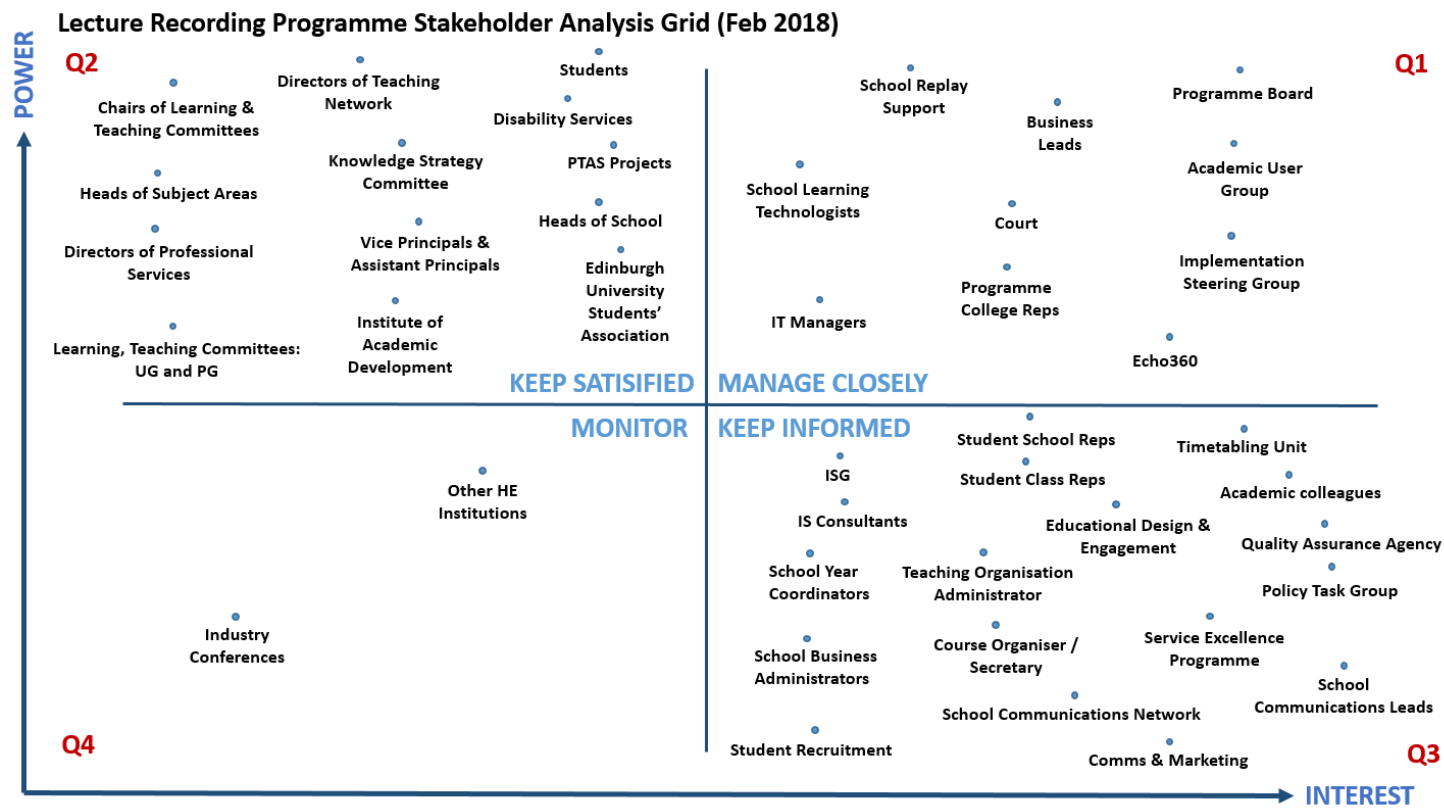 Lecture Recording Programme Stakeholder Analysis Grid (Feb 2018)
POWER
Q2
Chairs of Learning &
Teaching Committees
Directors of Teaching
Network
Students
Disability Services
Heads of Subject Areas
Knowledge Strategy
Committee
PTAS Projects
Directors of Professional
Services
Vice Principals &
Assistant Principals
Heads of School
Edinburgh
University
Students’
Association
Learning, Teaching Committees:
UG and PG
Institute of
Academic
Development
KEEP SATISIFIED
Q1
School Replay
Support
Business
Leads
Programme Board
School Learning
Technologists
Court
Academic User
Group
IT Managers
Programme
College Reps
Implementation
Steering Group
Echo360
MANAGE CLOSELY
MONITOR
Other HE
Institutions
Industry
Conferences
Q4
KEEP INFORMED
Student School Reps
Timetabling Unit
ISG
Student Class Reps
Academic colleagues
IS Consultants
Educational Design &
Engagement
Quality Assurance Agency
School Year
Coordinators
Teaching Organisation
Administrator
Policy Task Group
School Business
Administrators
Course Organiser /
Secretary
Service Excellence
Programme
School
Communications Leads
School Communications Network
Student Recruitment
Comms & Marketing
Q3
INTEREST